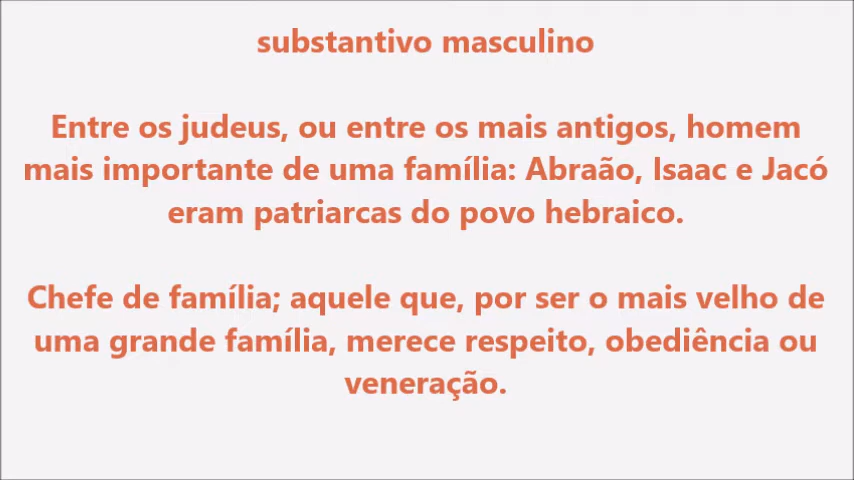 substantivo masculino
Entre os judeus, ou entre os mais antigos, homem
mais importante de uma família: Abraão, Isaac e Jacó
eram patriarcas do povo hebraico.
Chefe de família; aquele que, por ser o mais velho de
uma grande família, merece respeito, obediência ou
veneração.